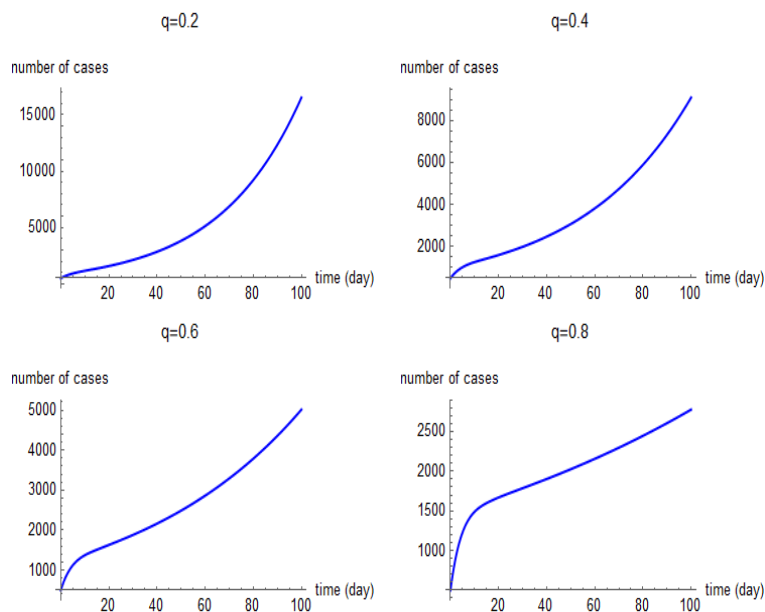 q=0.2
number of cases
15000
10000
5000
20 40 60 80 100 time (day)
q=0.4
number of cases
8000
6000
4000
2000
20 40 60 80 100 time (day)
q=0.6
number of cases
5000
4000
3000
2000
1000
20 40 60 80 100 time (day)
q=0.8
number of cases
2500
2000
1500
1000
20 40 60 80 100 time (day)